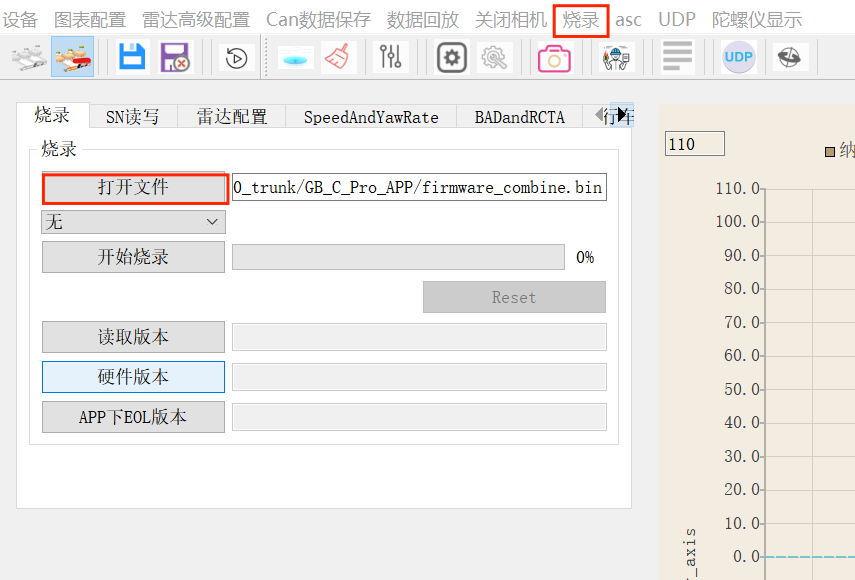 设备 图表配置 雷达高级配置 Can数据保存 数据回放 关闭相机 烧录 asc UDP 陀螺仪显示
UDP
烧录 SN读写 雷达配置 SpeedAndYawRate BADandRCTA 行车
烧录
打开文件 0_trunk/GB_C_Pro_APP/firmware_combine.bin
无
开始烧录 0%
Reset
读取版本
硬件版本
APP下EOL版本
110
纳
110.0
100.0
90.0
80.0
70.0
60.0
50.0
40.0
30.0
20.0
10.0
0.0
_axis